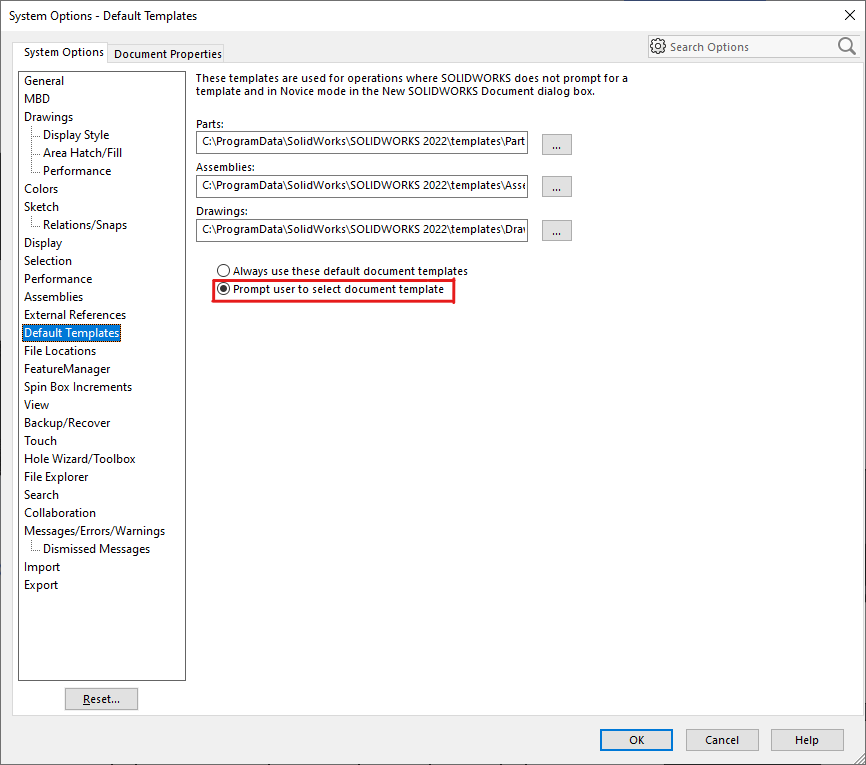 System Options - Default Templates
System Options
Document Properties
Search Options
General
MBD
Drawings
Display Style
Area Hatch/Fill
Performance
Colors
Sketch
Relations/Snaps
Display
Selection
Performance
Assemblies
External References
Default Templates
File Locations
FeatureManager
Spin Box Increments
View
Backup/Recover
Touch
Hole Wizard/Toolbox
File Explorer
Search
Collaboration
Messages/Errors/Warnings
Dismissed Messages
Import
Export
Reset...
These templates are used for operations where SOLIDWORKS does not prompt for a
template and in Novice mode in the New SOLIDWORKS Document dialog box.
Parts:
C:\ProgramData\SolidWorks\SOLIDWORKS 2022\templates\Part
...
Assemblies:
C:\ProgramData\SolidWorks\SOLIDWORKS 2022\templates\Asse
...
Drawings:
C:\ProgramData\SolidWorks\SOLIDWORKS 2022\templates\Draw
...
Always use these default document templates
Prompt user to select document template
OK
Cancel
Help